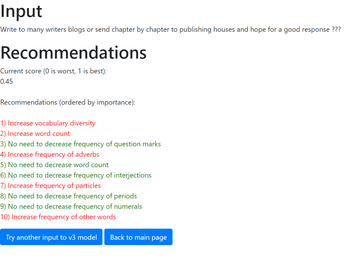 Input
Write to many writers blogs or send chapter by chapter to publishing houses and hope for a good response ???
Recommendations
Current score (0 is worst, 1 is best):
0.45
Recommendations (ordered by importance):
1) Increase vocabulary diversity
2) Increase word count
3) No need to decrease frequency of question marks
4) Increase frequency of adverbs
5) No need to decrease word count
6) No need to decrease frequency of interjections
7) Increase frequency of particles
8) No need to decrease frequency of periods
9) No need to decrease frequency of numerals
10) Increase frequency of other words
Try another input to v3 model Back to main page